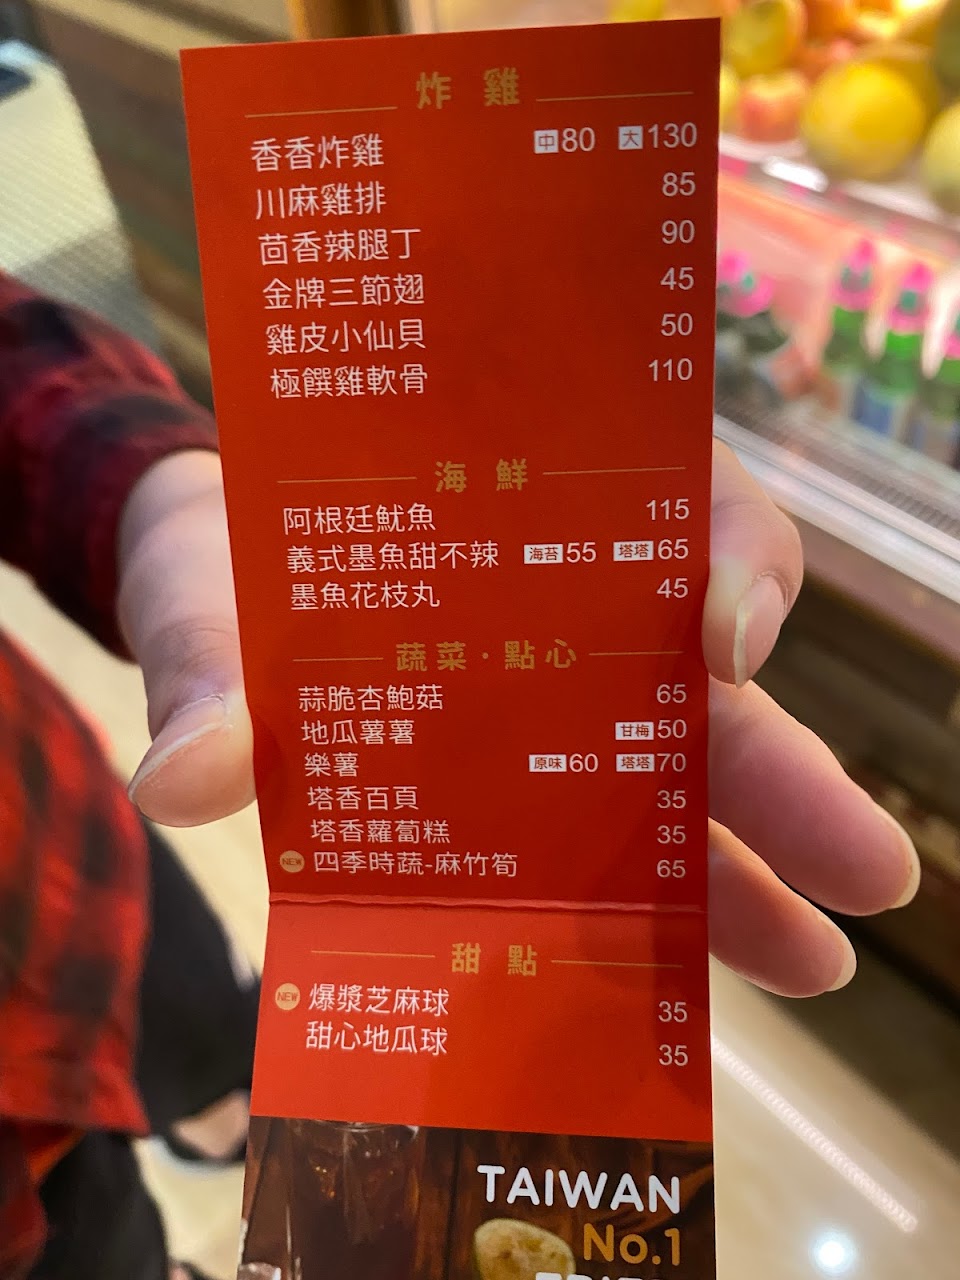 炸雞
香香炸雞 中80 大130
川麻雞排 85
茴香辣腿丁 90
金牌三節翅 45
雞皮小仙貝 50
極饌雞軟骨 110
海鮮
阿根廷魷魚 115
義式墨魚甜不辣 海苔55 塔塔65
墨魚花枝丸 45
蔬菜·點心
蒜脆杏鮑菇 65
地瓜薯薯 甘梅50
樂薯 原味60 塔塔70
塔香百頁 35
塔香蘿蔔糕 35
NEW 四季時蔬-麻竹筍 65
甜點
NEW 爆漿芝麻球 35
甜心地瓜球 35
TAIWAN
No.1